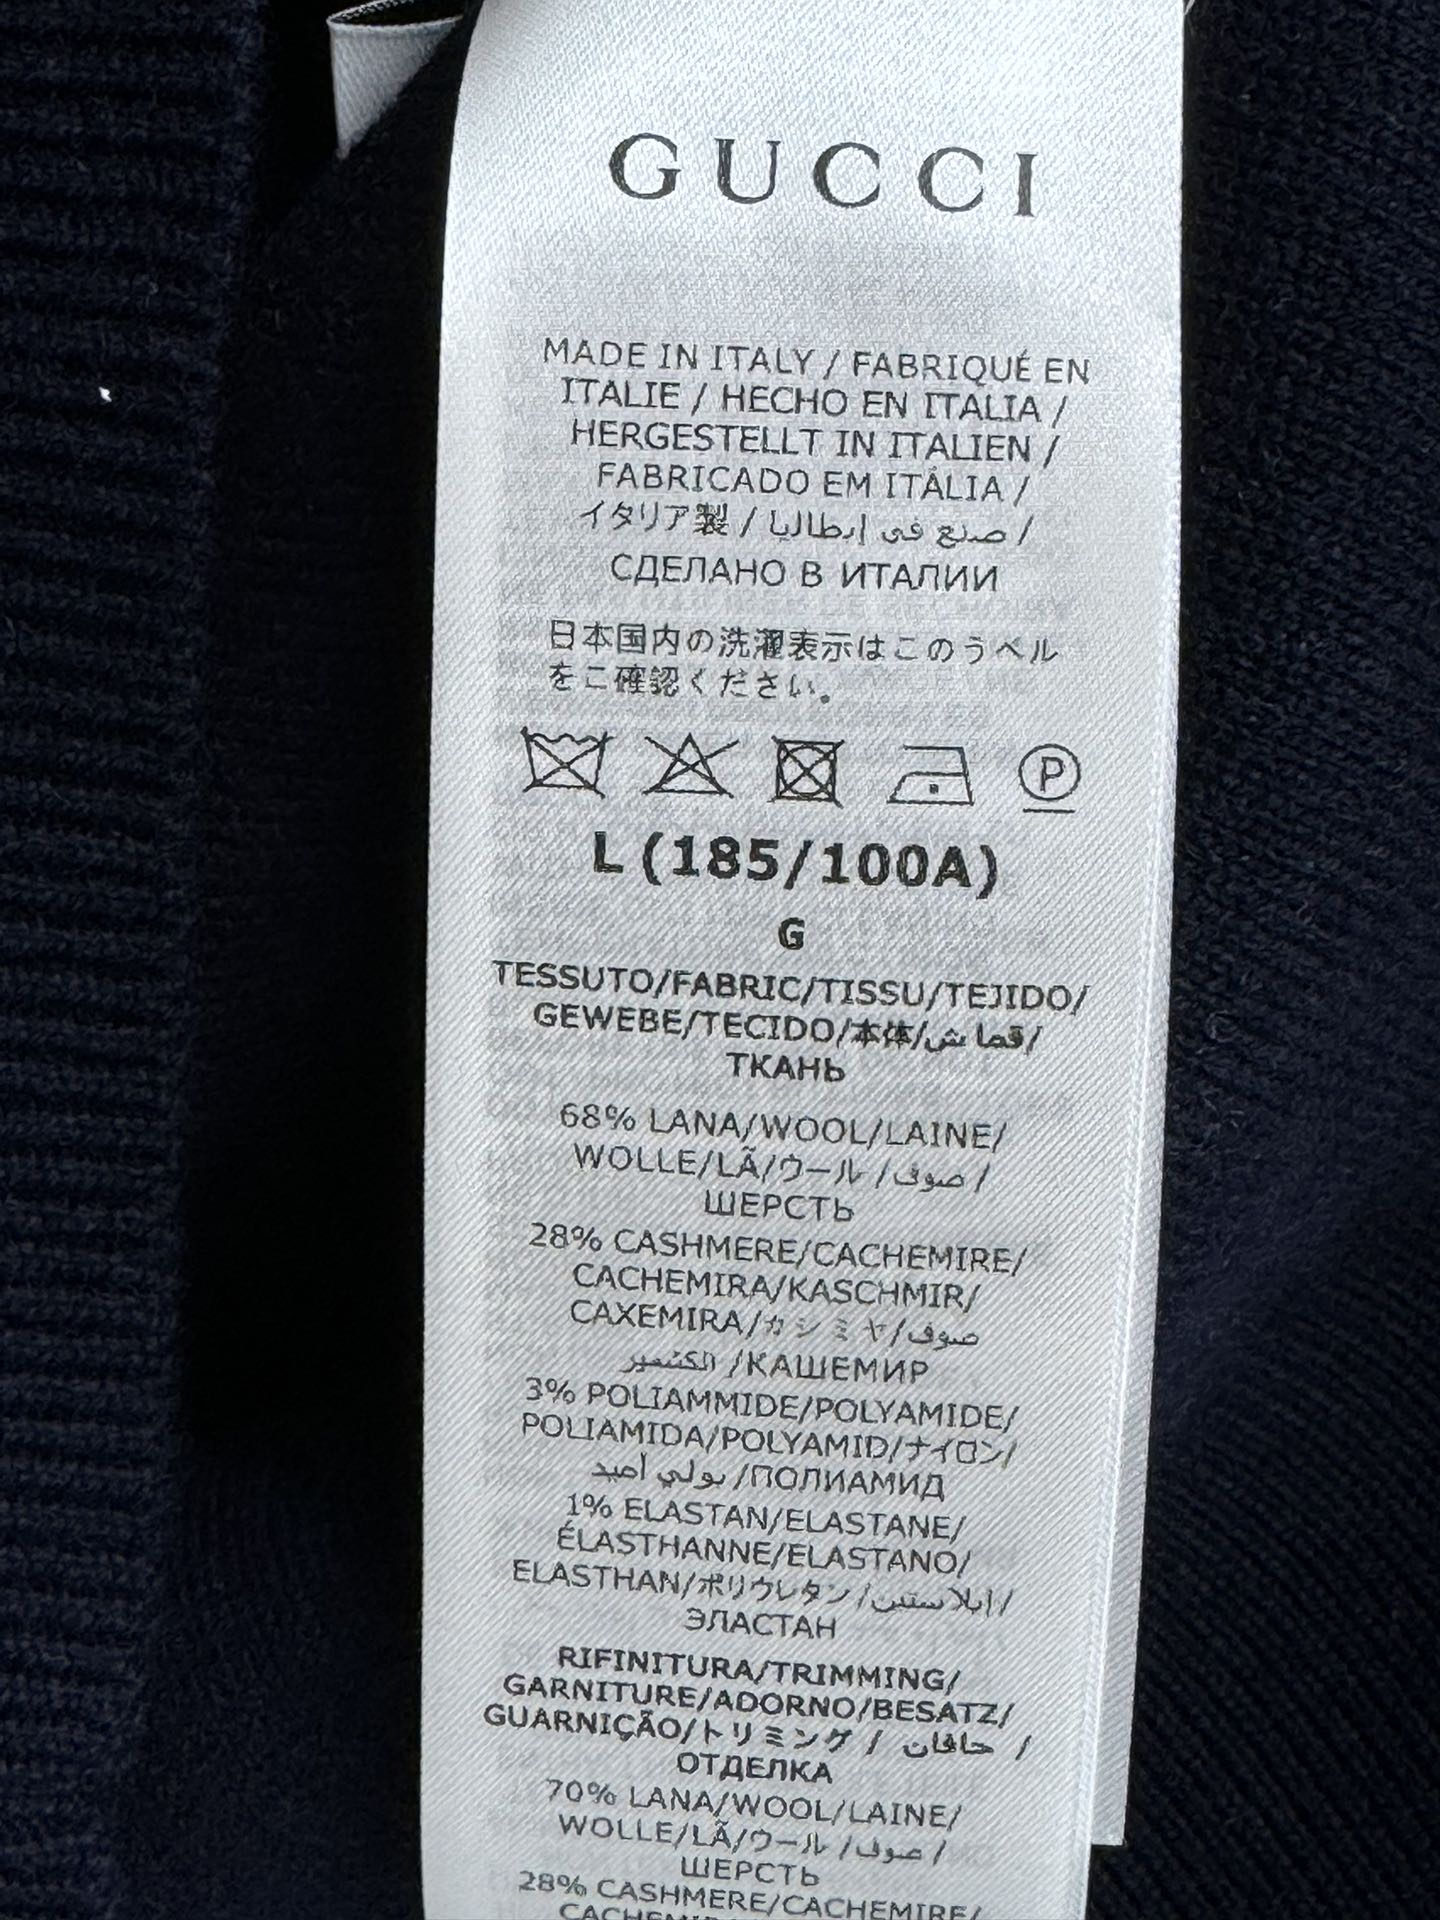 GUCCI
MADE IN ITALY / FABRIQUÉ EN
ITALIE / HECHO EN ITALIA /
HERGESTELLT IN ITALIEN /
FABRICADO EM ITÁLIA /
イタリア製 / صنع في إيطاليا /
СДЕЛАНО В ИТАЛИИ
日本国内の洗濯表示はこのうベル
をご確認ください。
P
L (185/100A)
G
TESSUTO/FABRIC/TISSU/TEJIDO/
GEWEBE/TECIDO/本体/قماش/
ТКАНЬ
68% LANA/WOOL/LAINE/
WOLLE/LÃ/ウール /صوف /
ШЕРСТЬ
28% CASHMERE/CACHEMIRE/
CACHEMIRA/KASCHMIR/
CAXEMIRA/カシミヤ/صوف
الكشمير /КАШЕМИР
3% POLIAMMIDE/POLYAMIDE/
POLIAMIDA/POLYAMID/ナイロン/
بولي أميد /ПОЛИАМИД
1% ELASTAN/ELASTANE/
ÉLASTHANNE/ELASTANO/
ELASTHAN/ポリウレタン /إيلاستين/
ЭЛАСТАН
RIFINITURA/TRIMMING/
GARNITURE/ADORNO/BESATZ/
GUARNIÇÃO/トリミング / حافات /
ОТДЕЛКА
70% LANA/WOOL/LAINE/
WOLLE/LÃ/ウール /صوف /
ШЕРСТЬ
28% CASHMERE/CACHEMIRE/